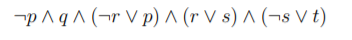 ¬p ∧ q ∧ (¬r ∨ p) ∧ (r ∨ s) ∧ (¬s ∨ t)